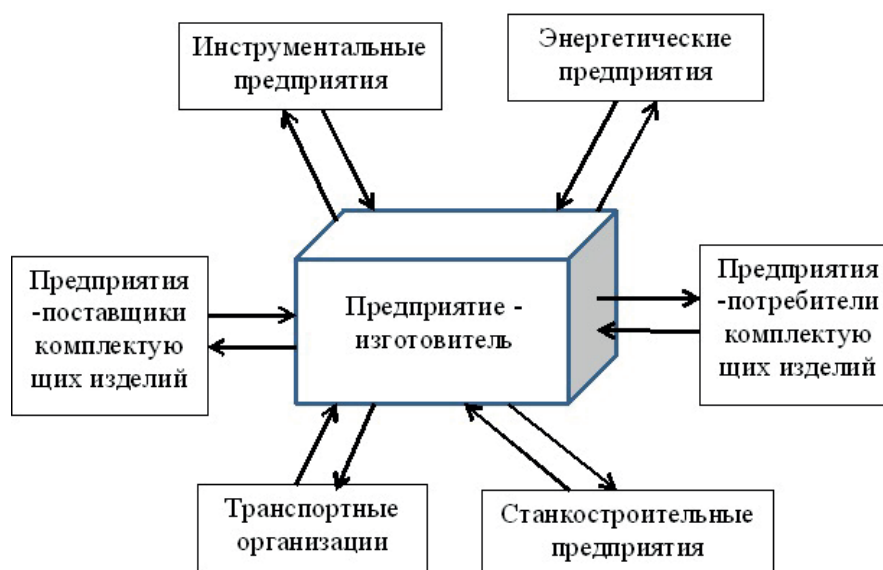 Инструментальные
предприятия
Энергетические
предприятия
Предприятия
-поставщики
комплектую
щих изделий
Предприятие -
изготовитель
Предприятия
-потребители
комплектую
щих изделий
Транспортные
организации
Станкостроительные
предприятия